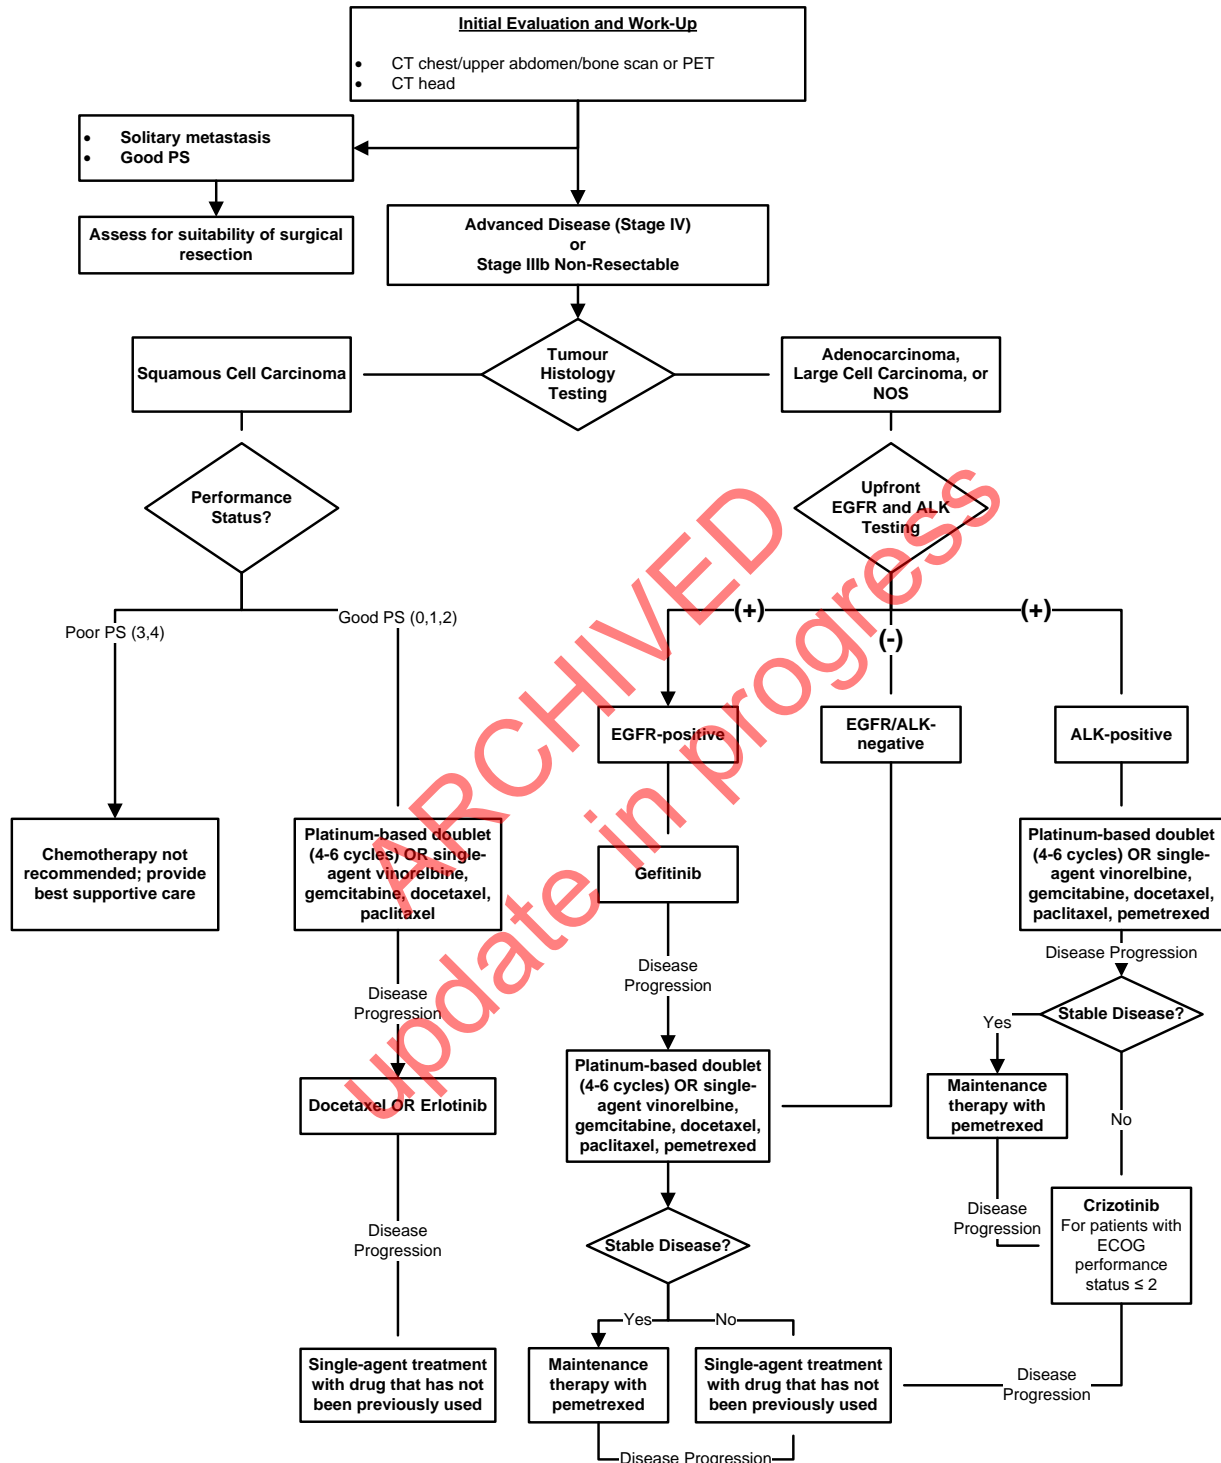 Initial Evaluation and Work-Up
• CT chest/upper abdomen/bone scan or PET
• CT head
• Solitary metastasis
• Good PS
Assess for suitability of surgical
resection
Advanced Disease (Stage IV)
or
Stage IIIb Non-Resectable
Tumour
Histology
Testing
Squamous Cell Carcinoma
Adenocarcinoma,
Large Cell Carcinoma, or
NOS
Performance
Status?
Upfront
EGFR and ALK
Testing
Poor PS (3,4)
Good PS (0,1,2)
(+)
(-)
(+)
EGFR-positive
EGFR/ALK-
negative
ALK-positive
Chemotherapy not
recommended; provide
best supportive care
Platinum-based doublet
(4-6 cycles) OR single-
agent vinorelbine,
gemcitabine, docetaxel,
paclitaxel
Gefitinib
Platinum-based doublet
(4-6 cycles) OR single-
agent vinorelbine,
gemcitabine, docetaxel,
paclitaxel, pemetrexed
Disease
Progression
Disease
Progression
Disease Progression
Stable Disease?
Yes
No
Docetaxel OR Erlotinib
Platinum-based doublet
(4-6 cycles) OR single-
agent vinorelbine,
gemcitabine, docetaxel,
paclitaxel, pemetrexed
Maintenance
therapy with
pemetrexed
Disease
Progression
Crizotinib
For patients with
ECOG
performance
status ≤ 2
Disease
Progression
Stable Disease?
Yes
No
Single-agent treatment
with drug that has not
been previously used
Maintenance
therapy with
pemetrexed
Single-agent treatment
with drug that has not
been previously used
Disease
Progression
Disease Progression
ARCHIVED
update in progress